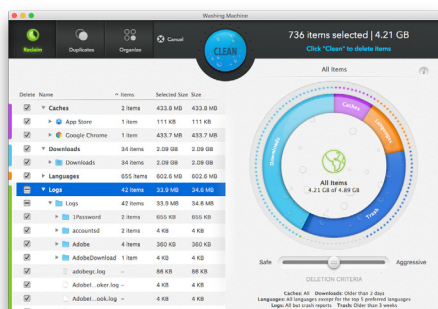 Washing Machine
Reclaim
Duplicates
Organize
Cancel
CLEAN
736 items selected | 4.21 GB
Click "Clean" to delete items
All Items
Delete Name Items Selected Size Size
Caches 2 items 433.8 MB 433.8 MB
App Store 1 item 111 KB 111 KB
Google Chrome 1 item 433.7 MB 433.7 MB
Downloads 34 items 2.09 GB 2.09 GB
Downloads 34 items 2.09 GB 2.09 GB
Languages 655 items 602.6 MB 602.6 MB
Logs 42 items 33.9 MB 34.6 MB
Logs 42 items 33.9 MB 34.6 MB
1Password 2 items 655 KB 655 KB
accountsd 2 items 4 KB 4 KB
Adobe 4 items 360 KB 360 KB
AdobeDownload 1 item 4 KB 4 KB
adobegc.log – 86 KB 86 KB
Adobel...oker.log – 4 KB 4 KB
Adobel...ook.log – 4 KB 4 KB
Caches
Languages
Downloads
Trash
All Items
4.21 GB of 4.89 GB
Safe
Aggressive
DELETION CRITERIA
Caches: All Downloads: Older than 3 days
Languages: All languages except for the top 5 preferred languages
Logs: All but crash reports Trash: Older than 3 weeks